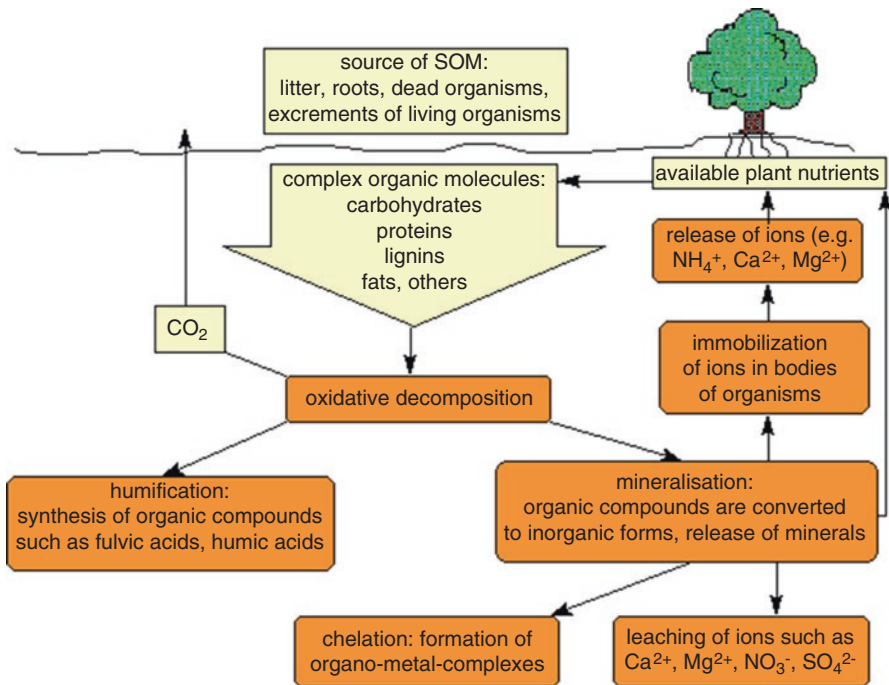 source of SOM:
litter, roots, dead organisms,
excrements of living organisms
available plant nutrients
complex organic molecules:
carbohydrates
proteins
lignins
fats, others
release of ions (e.g.
NH₄⁺, Ca²⁺, Mg²⁺)
CO₂
immobilization
of ions in bodies
of organisms
oxidative decomposition
humification:
synthesis of organic compounds
such as fulvic acids, humic acids
mineralisation:
organic compounds are converted
to inorganic forms, release of minerals
chelation: formation of
organo-metal-complexes
leaching of ions such as
Ca²⁺, Mg²⁺, NO₃⁻, SO₄²⁻